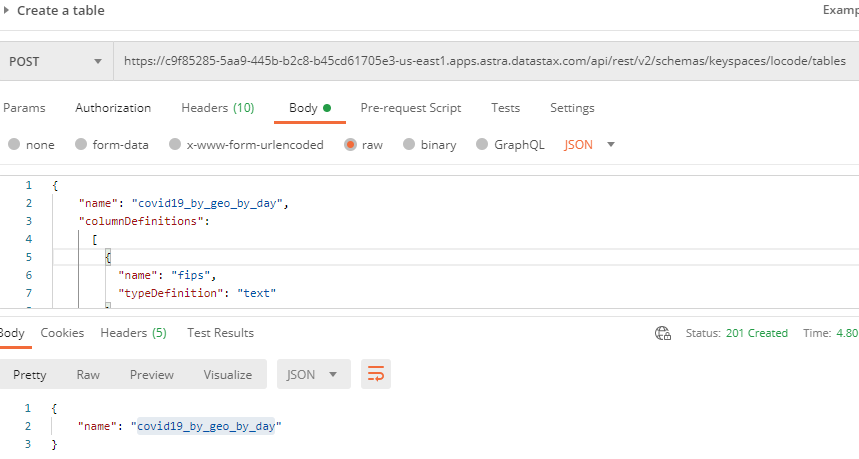 Create a table Examp
POST https://c9f85285-5aa9-445b-b2c8-b45cd61705e3-us-east1.apps.astra.datastax.com/api/rest/v2/schemas/keyspaces/locode/tables
Params Authorization Headers (10) Body Pre-request Script Tests Settings
none form-data x-www-form-urlencoded raw binary GraphQL JSON
1 {
2 "name": "covid19_by_geo_by_day",
3 "columnDefinitions":
4 [
5 {
6 "name": "fips",
7 "typeDefinition": "text"
Body Cookies Headers (5) Test Results Status: 201 Created Time: 4.80
Pretty Raw Preview Visualize JSON
1 {
2 "name": "covid19_by_geo_by_day"
3 }